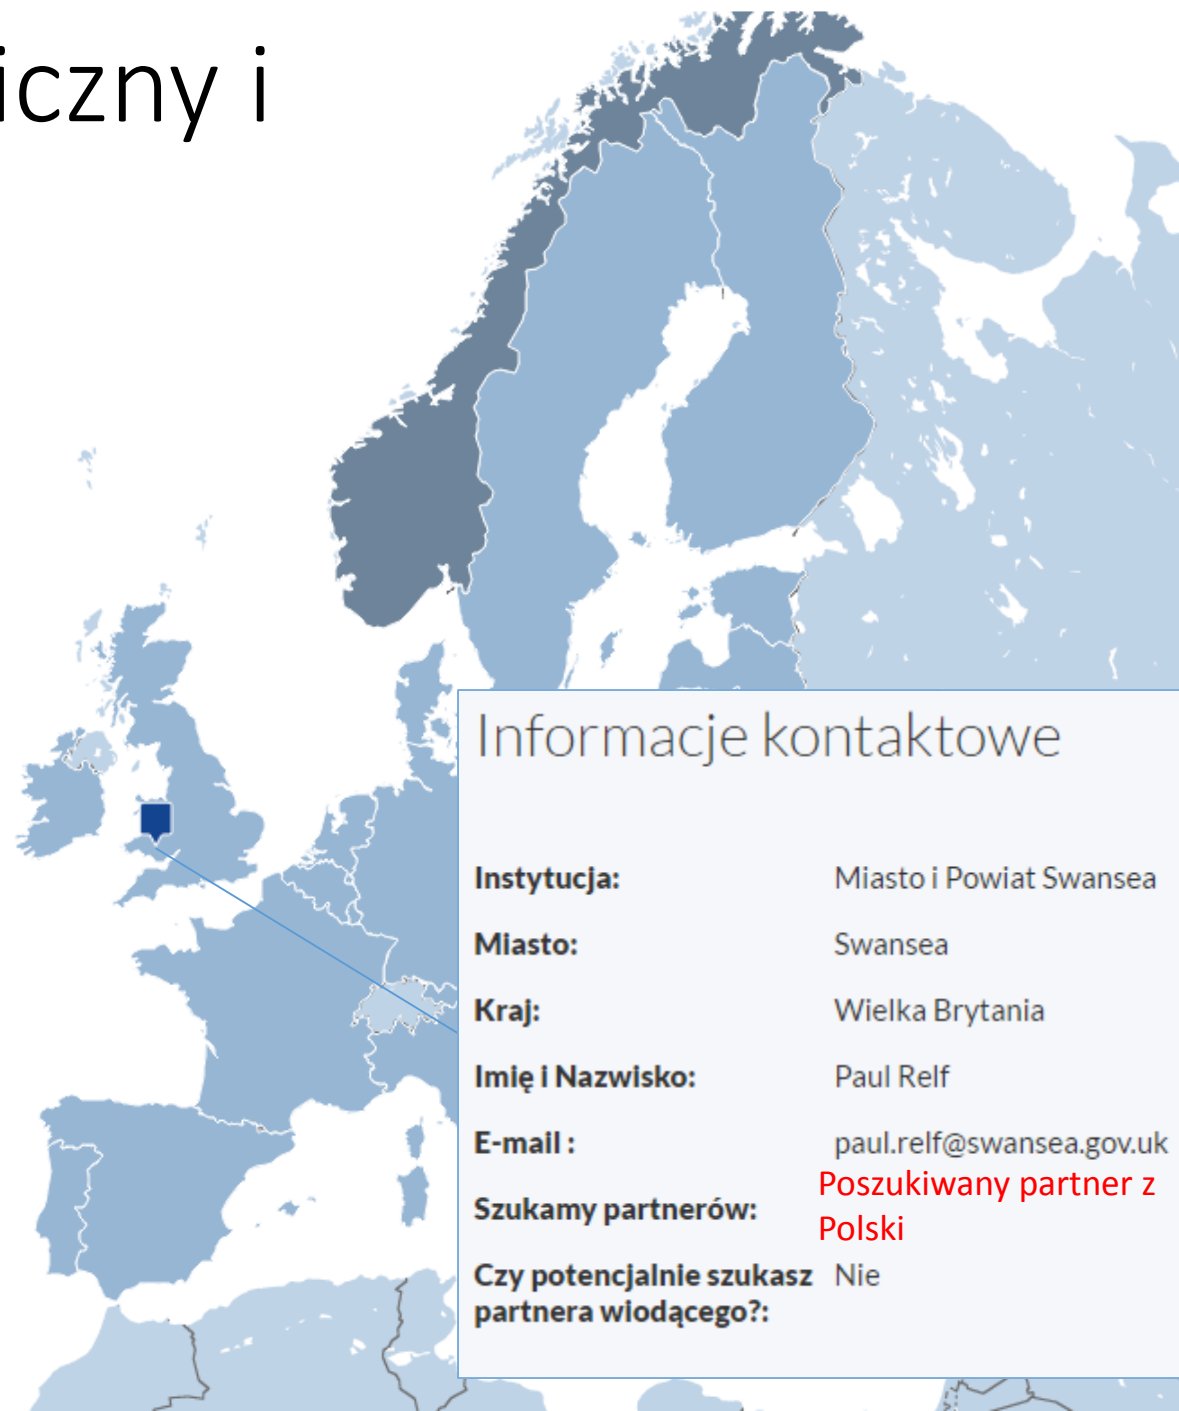 iczny i
Informacje kontaktowe
Instytucja: Miasto i Powiat Swansea
Miasto: Swansea
Kraj: Wielka Brytania
Imię i Nazwisko: Paul Relf
E-mail : paul.relf@swansea.gov.uk
Szukamy partnerów: Poszukiwany partner z
Polski
Czy potencjalnie szukasz Nie
partnera wiodącego?: